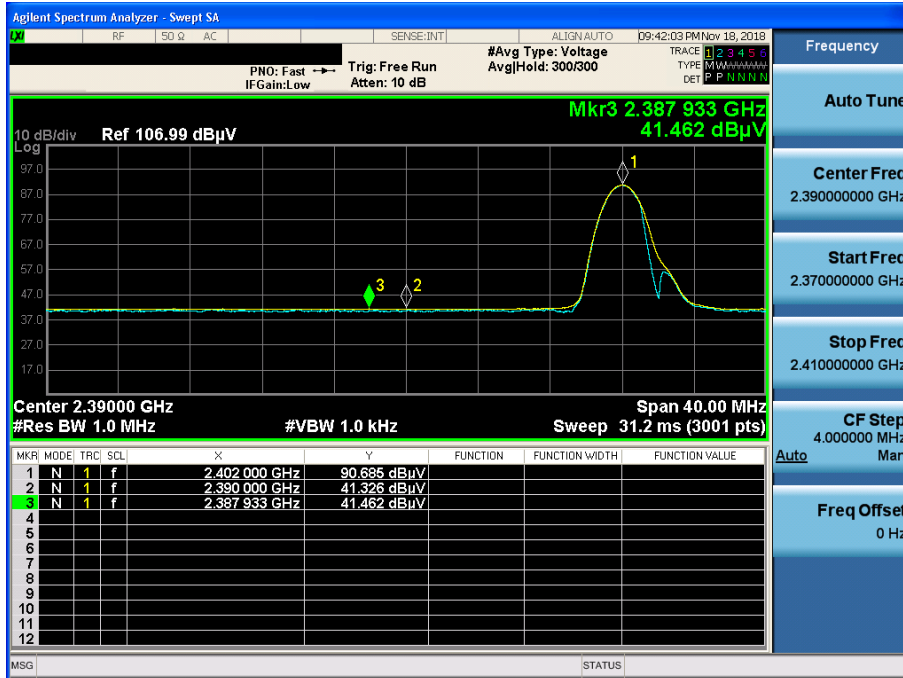 Agilent Spectrum Analyzer - Swept SA
LXI RF 50 Ω AC SENSE:INT ALIGN AUTO 09:42:03 PM Nov 18, 2018
PNO: Fast IFGain:Low
Trig: Free Run Atten: 10 dB
#Avg Type: Voltage Avg|Hold: 300/300
TRACE 1 2 3 4 5 6
TYPE M W W W W W
DET P P N N N N
Mkr3 2.387 933 GHz
41.462 dBµV
10 dB/div Ref 106.99 dBµV
Log
97.0
87.0
77.0
67.0
57.0
47.0
37.0
27.0
17.0
1
3 2
Center 2.39000 GHz Span 40.00 MHz
#Res BW 1.0 MHz #VBW 1.0 kHz Sweep 31.2 ms (3001 pts)
MKR MODE TRC SCL X Y FUNCTION FUNCTION WIDTH FUNCTION VALUE
1 N 1 f 2.402 000 GHz 90.685 dBµV
2 N 1 f 2.390 000 GHz 41.326 dBµV
3 N 1 f 2.387 933 GHz 41.462 dBµV
4
5
6
7
8
9
10
11
12
MSG STATUS
Frequency
Auto Tune
Center Freq
2.390000000 GHz
Start Freq
2.370000000 GHz
Stop Freq
2.410000000 GHz
CF Step
4.000000 MHz
Auto Man
Freq Offset
0 Hz